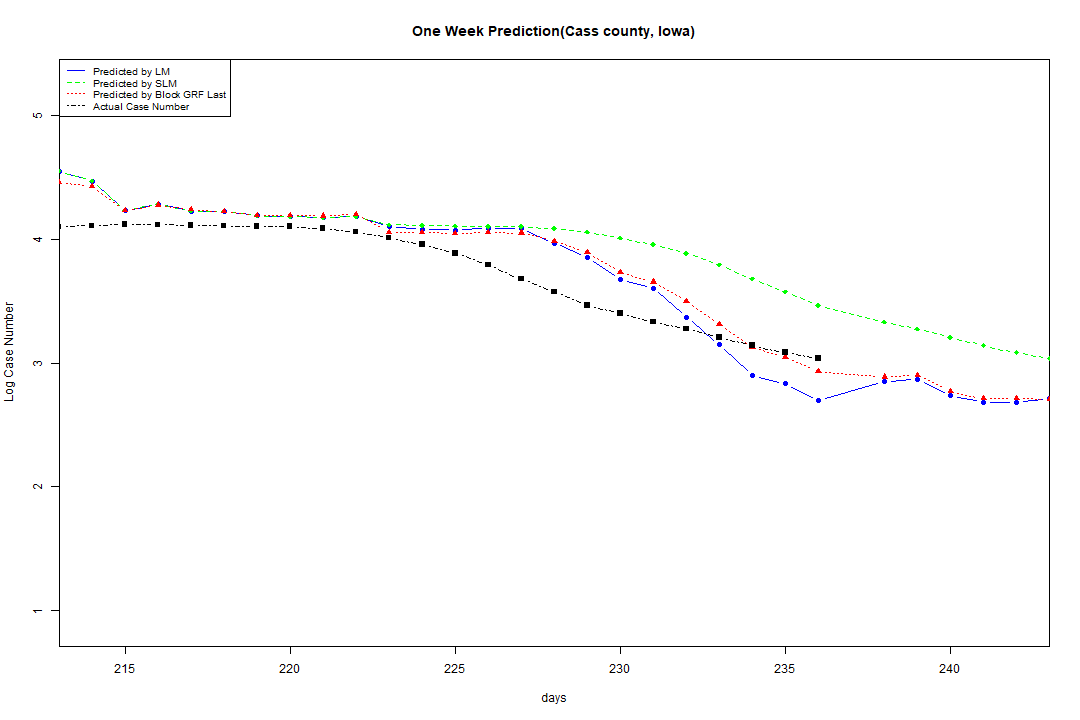 One Week Prediction(Cass county, Iowa)
Predicted by LM
Predicted by SLM
Predicted by Block GRF Last
Actual Case Number
5
4
3
2
1
Log Case Number
215 220 225 230 235 240
days